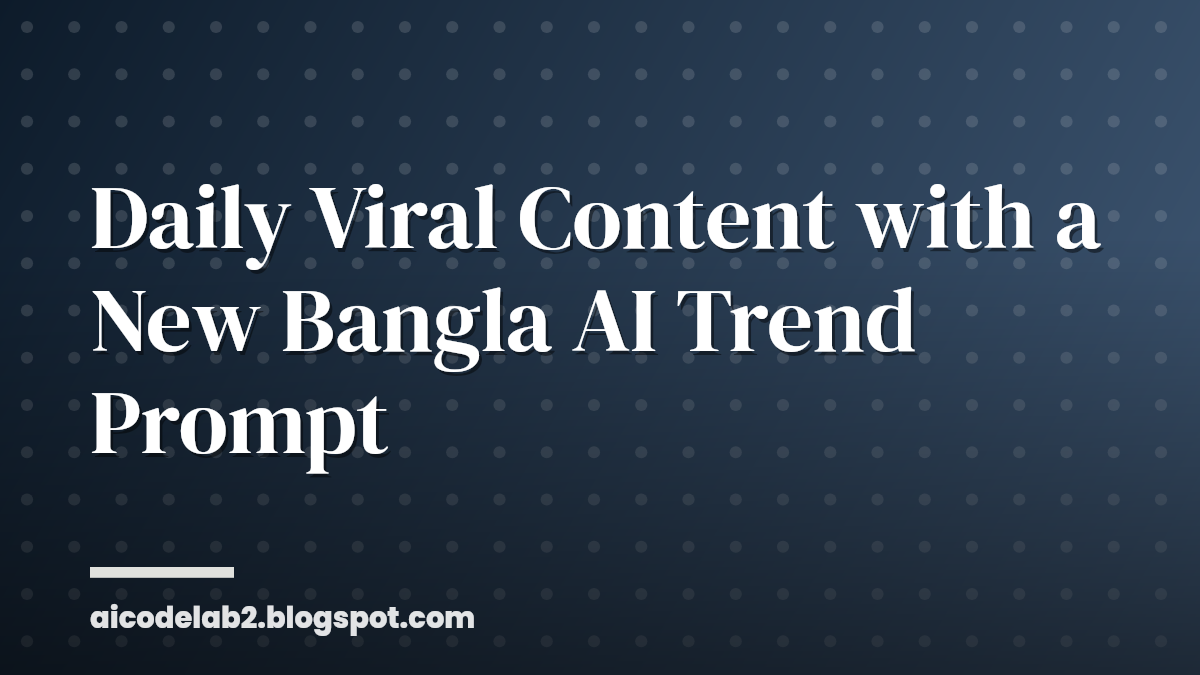 Daily Viral Content with a
New Bangla AI Trend
Prompt
aicodelab2.blogspot.com